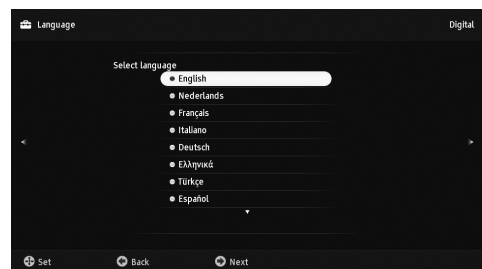 Language
Digital
Select language
English
Nederlands
Français
Italiano
Deutsch
Ελληνικά
Türkçe
Español
Set
Back
Next